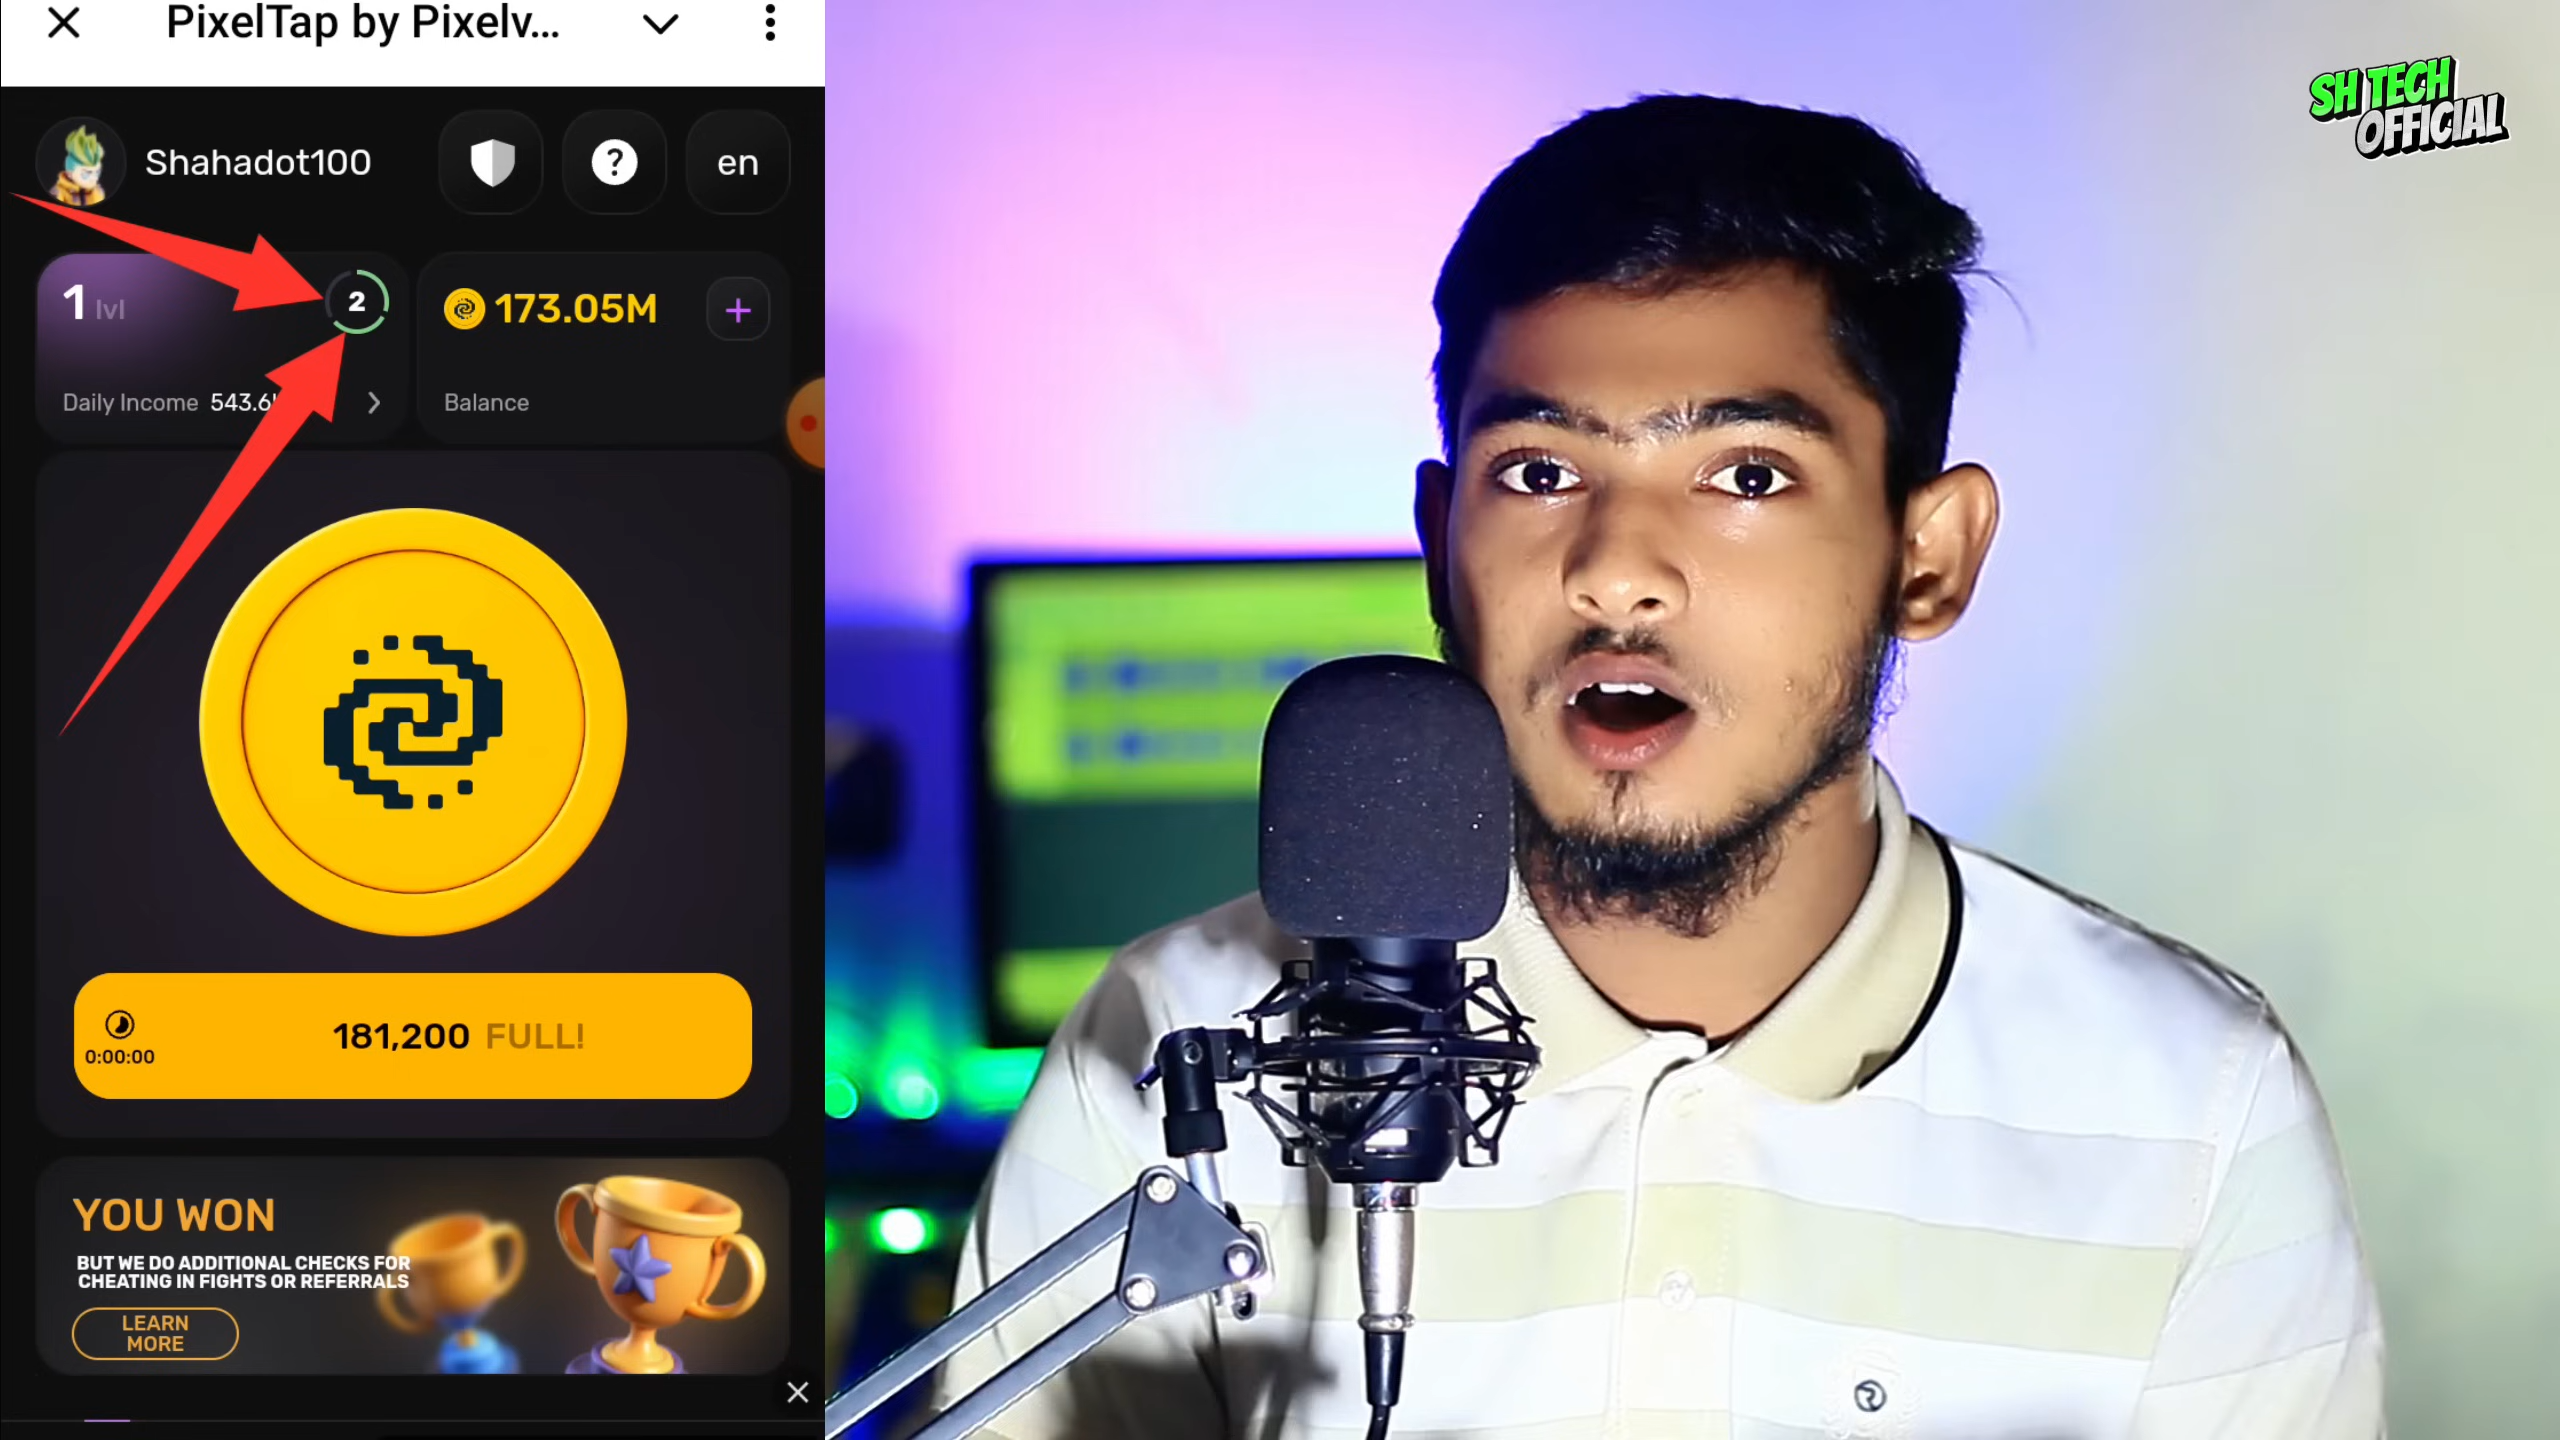 PixelTap by Pixelv...
Shahadot100
?
en
1 lvl
2
173.05M
+
Daily Income 543.6
Balance
181,200 FULL!
0:00:00
YOU WON
BUT WE DO ADDITIONAL CHECKS FOR
CHEATING IN FIGHTS OR REFERRALS
LEARN
MORE
SH TECH
OFFICIAL
R